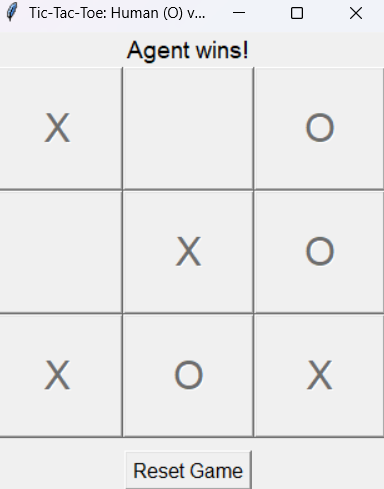 Tic-Tac-Toe: Human (O) v...
Agent wins!
X O
X O
X O X
Reset Game